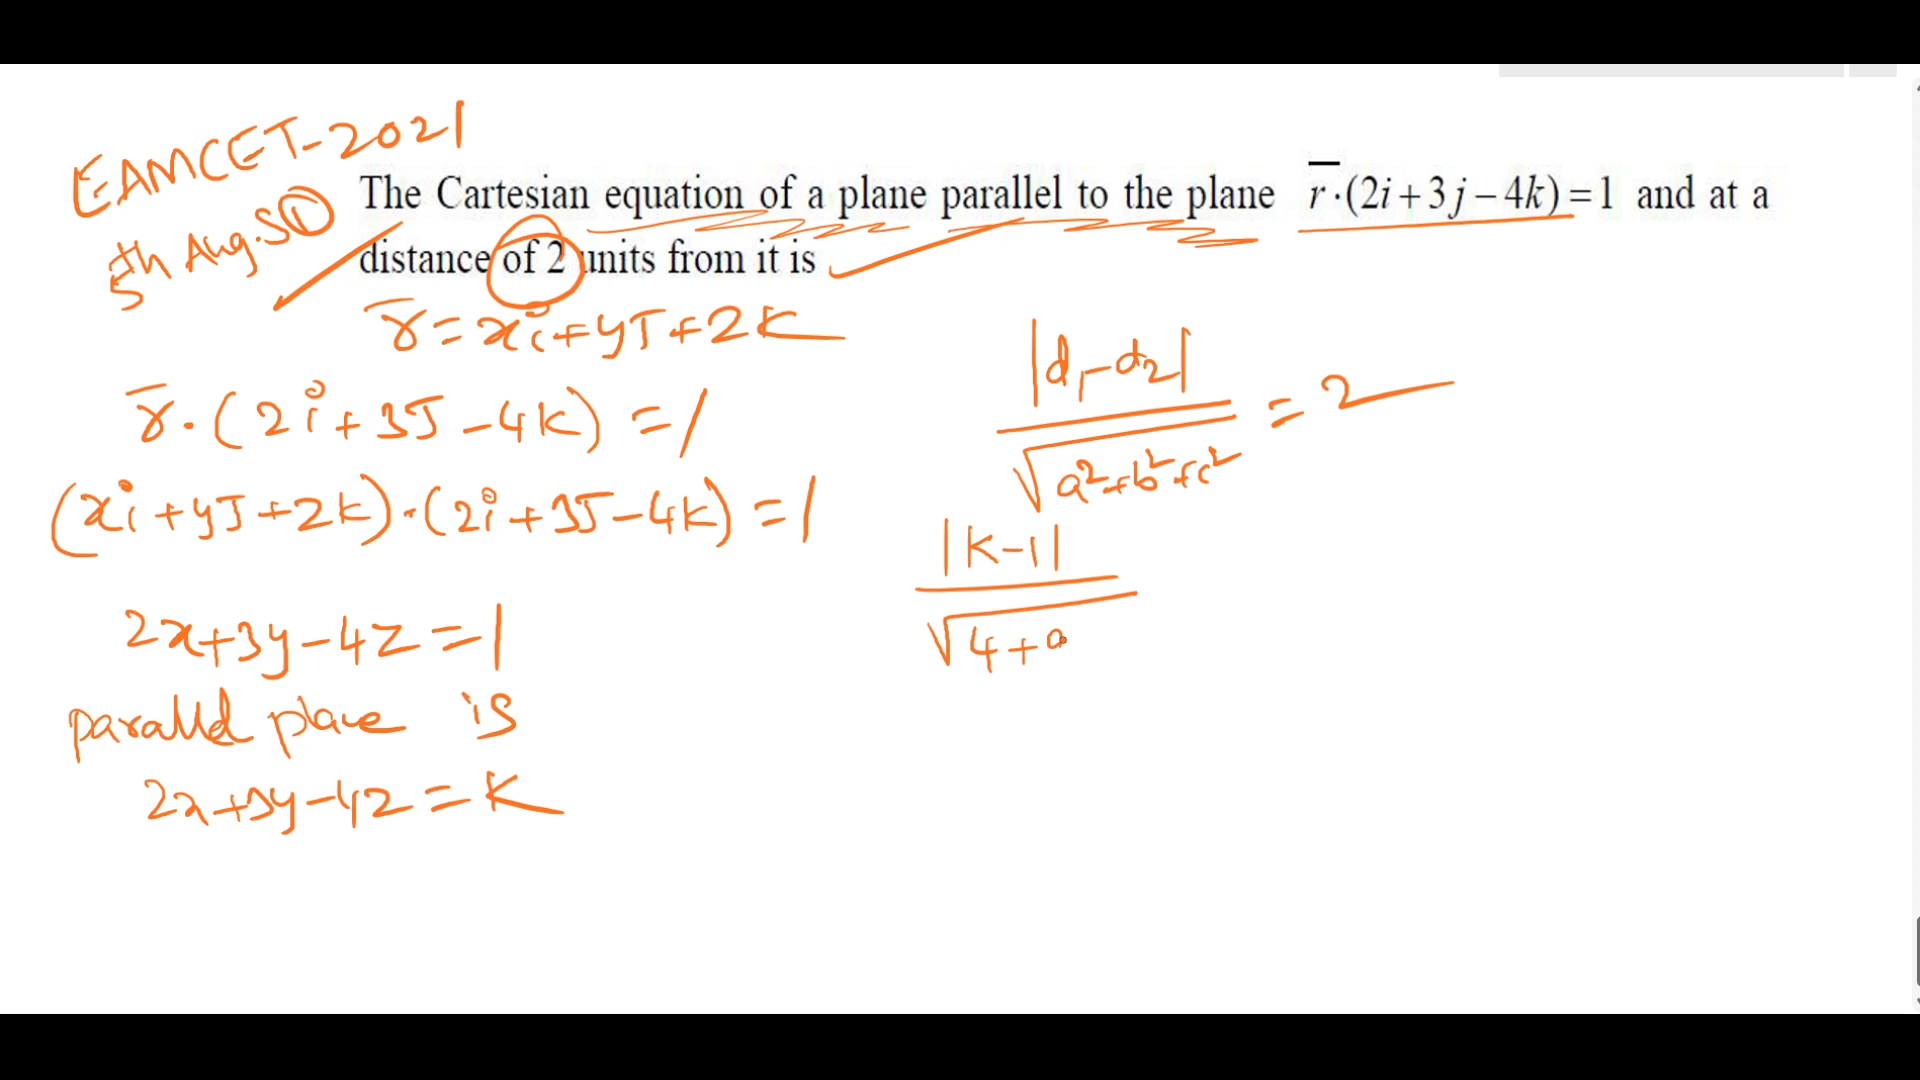 EAMCET-2021
5th Aug. S①
The Cartesian equation of a plane parallel to the plane r̄·(2i+3j−4k)=1 and at a
distance of 2 units from it is
r̄=xi+yJ+2K
r̄.(2i+3J-4K)=1
(xi+yJ+2K).(2i+3J-4K)=1
2x+3y-4z=1
parallel plane is
2x+3y-4z=K
|d₁-d₂|
/√a²+b²+c² =2
|K-1|
√4+9